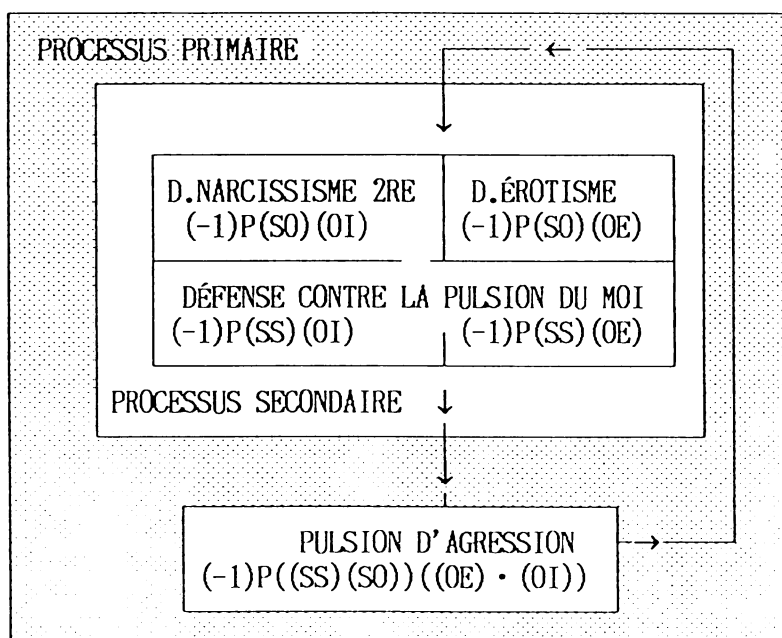 PROCESSUS PRIMAIRE
D.NARCISSISME 2RE
D.ÉROTISME
(-1)P(SO)(OI)
(-1)P(SO)(OE)
DÉFENSE CONTRE LA PULSION DU MOI
(-1)P(SS)(OI)
(-1)P(SS)(OE)
PROCESSUS SECONDAIRE
PULSION D'AGRESSION
(-1)P((SS)(SO))((OE)·(OI))